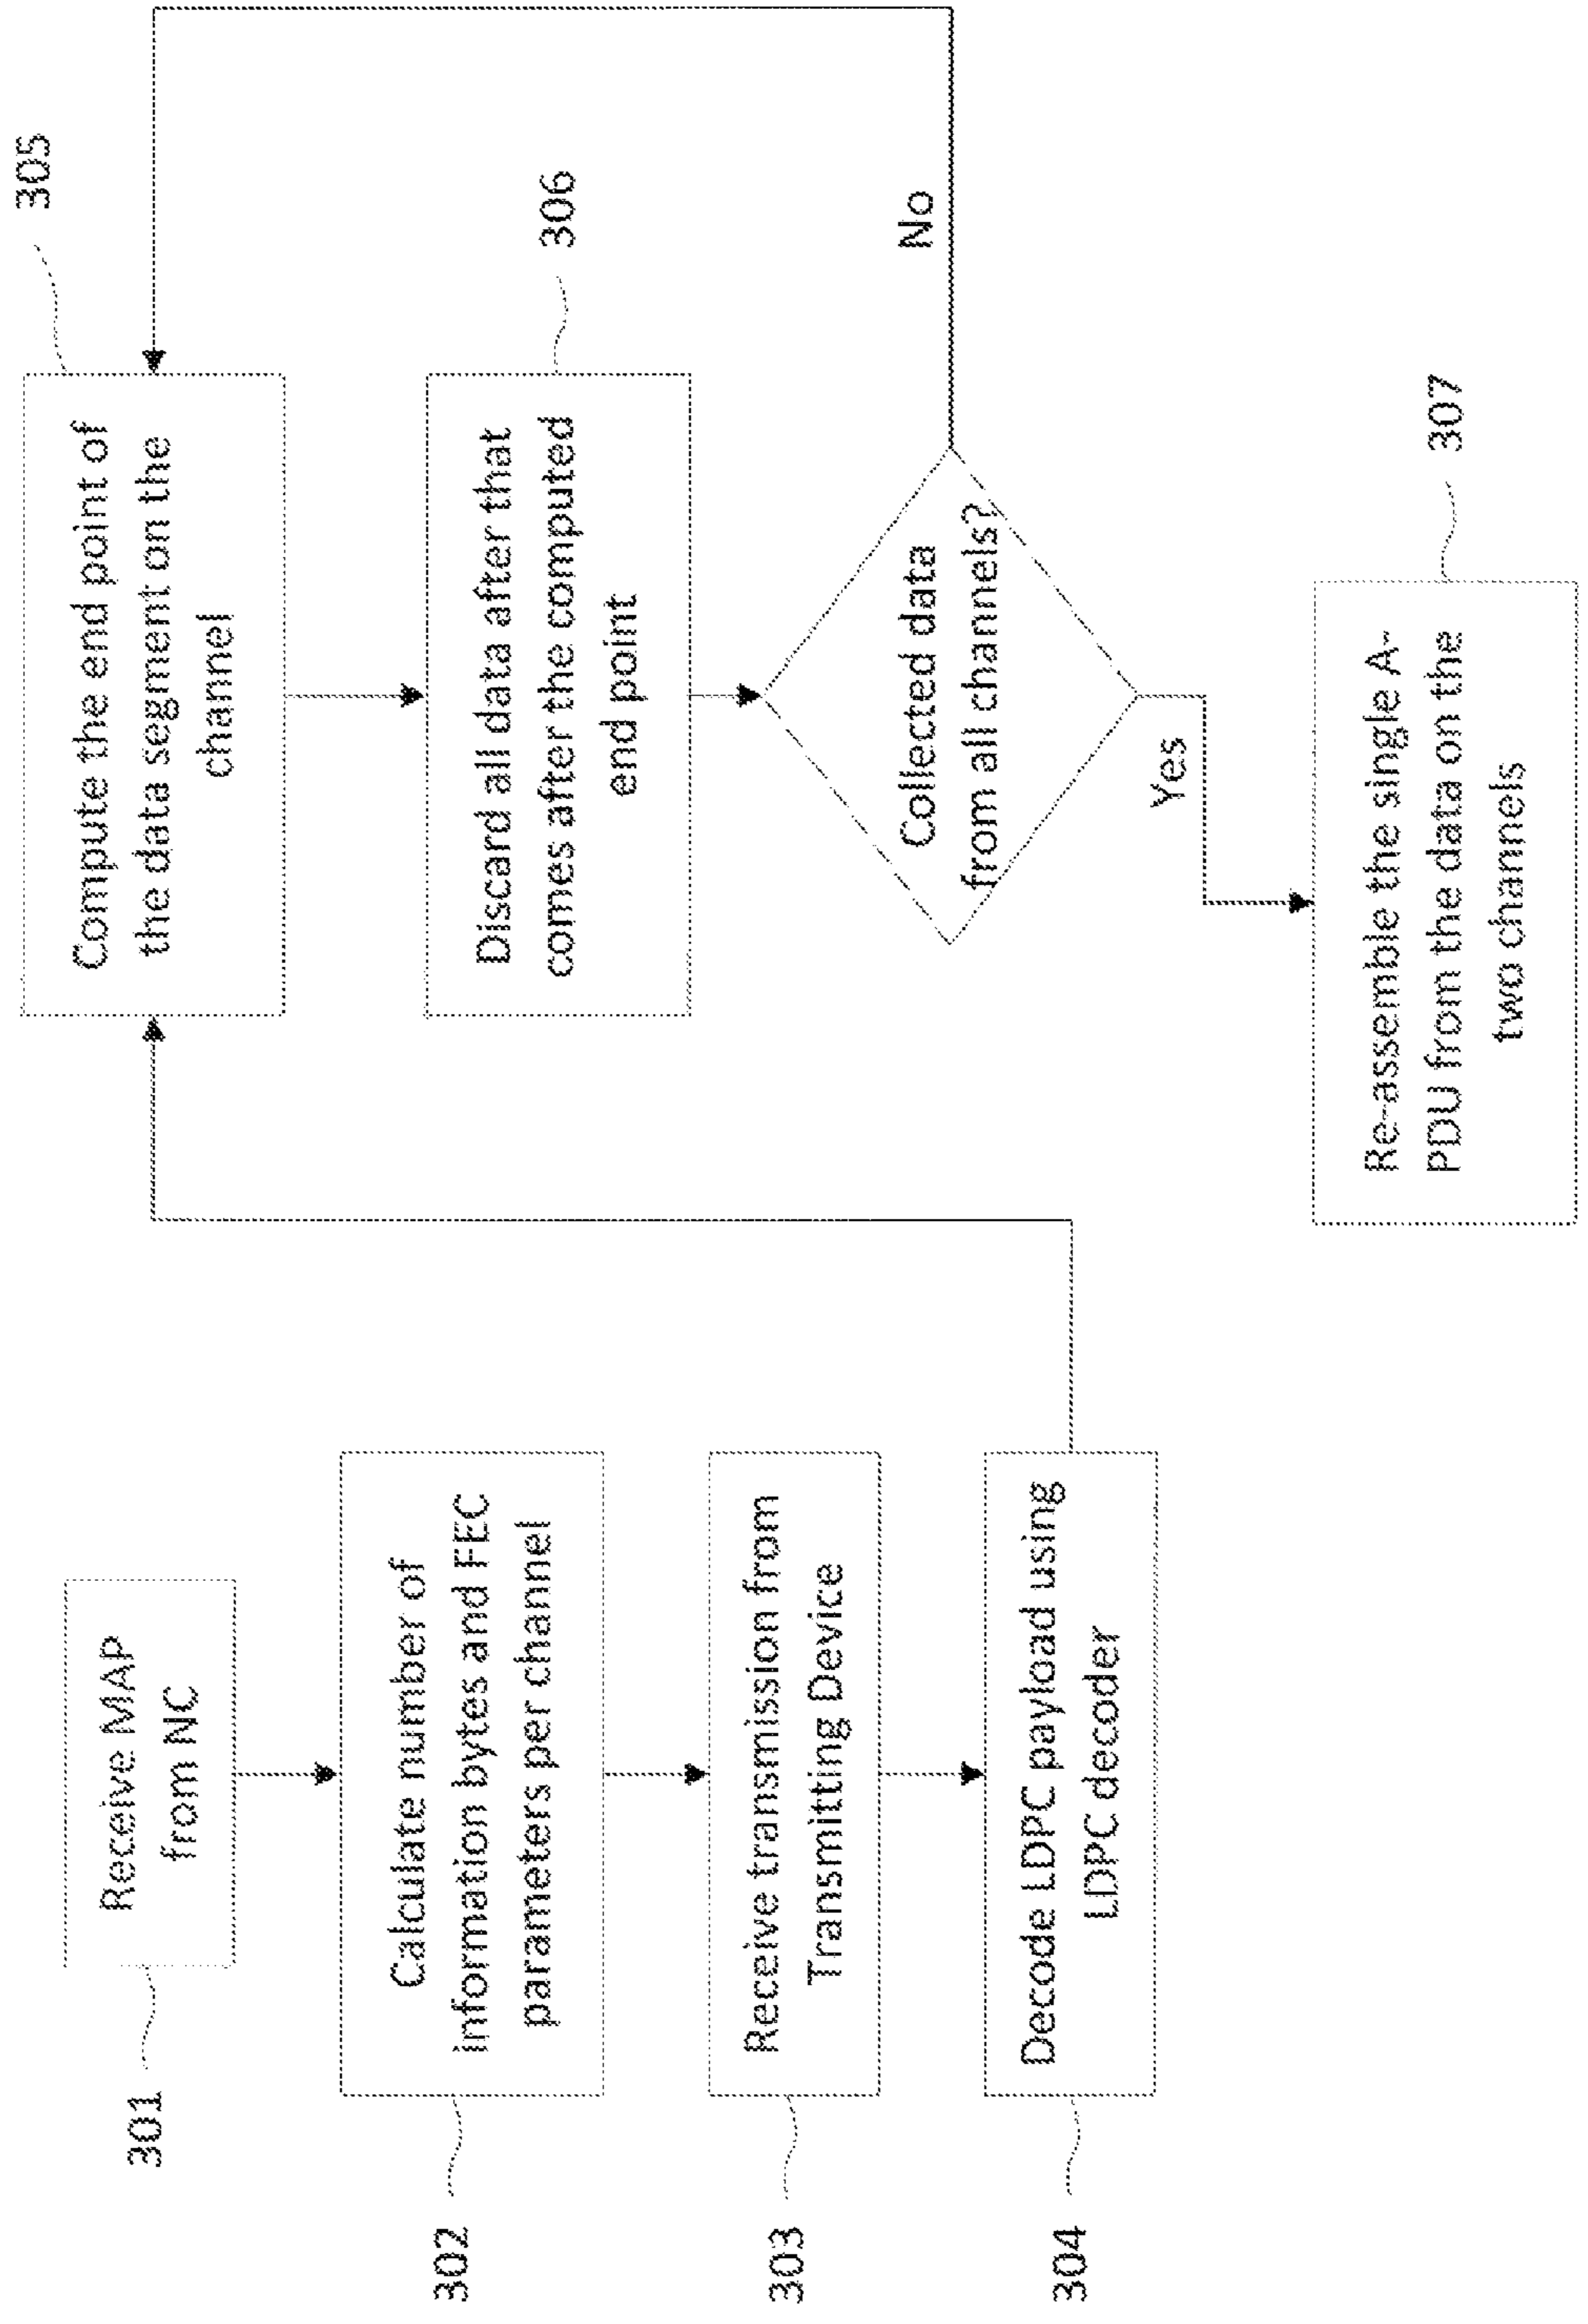 301
Receive MAP
from NC
302
Calculate number of
information bytes and FEC
parameters per channel
303
Receive transmission from
Transmitting Device
304
Decode LDPC payload using
LDPC decoder
305
Compute the end point of
the data segment on the
channel
306
Discard all data after that
comes after the computed
end point
Collected data
from all channels?
No
Yes
307
Re-assemble the single A-
PDU from the data on the
two channels